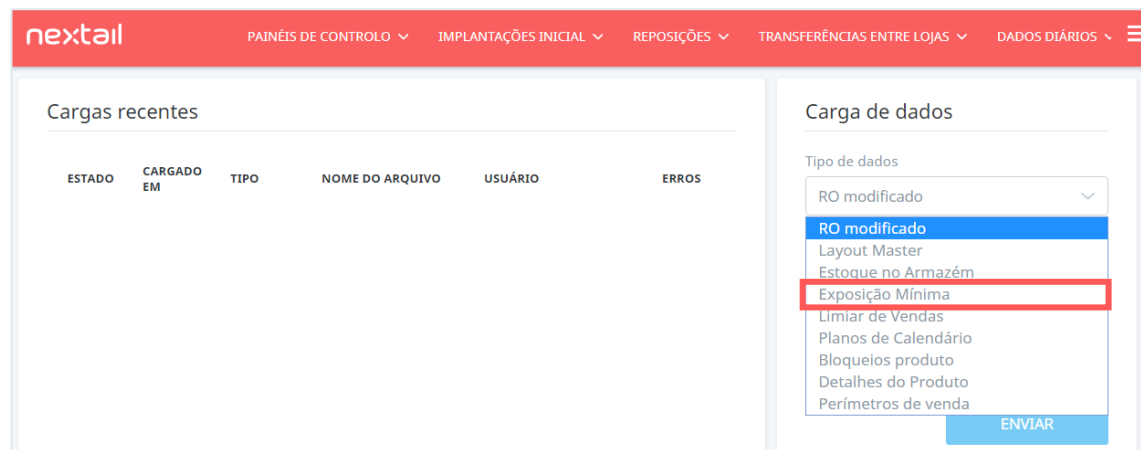 nextail
PAINÉIS DE CONTROLO IMPLANTAÇÕES INICIAL REPOSIÇÕES TRANSFERÊNCIAS ENTRE LOJAS DADOS DIÁRIOS
Cargas recentes
ESTADO CARGADO EM TIPO NOME DO ARQUIVO USUÁRIO ERROS
Carga de dados
Tipo de dados
RO modificado
RO modificado
Layout Master
Estoque no Armazém
Exposição Mínima
Limiar de Vendas
Planos de Calendário
Bloqueios produto
Detalhes do Produto
Perímetros de venda
ENVIAR